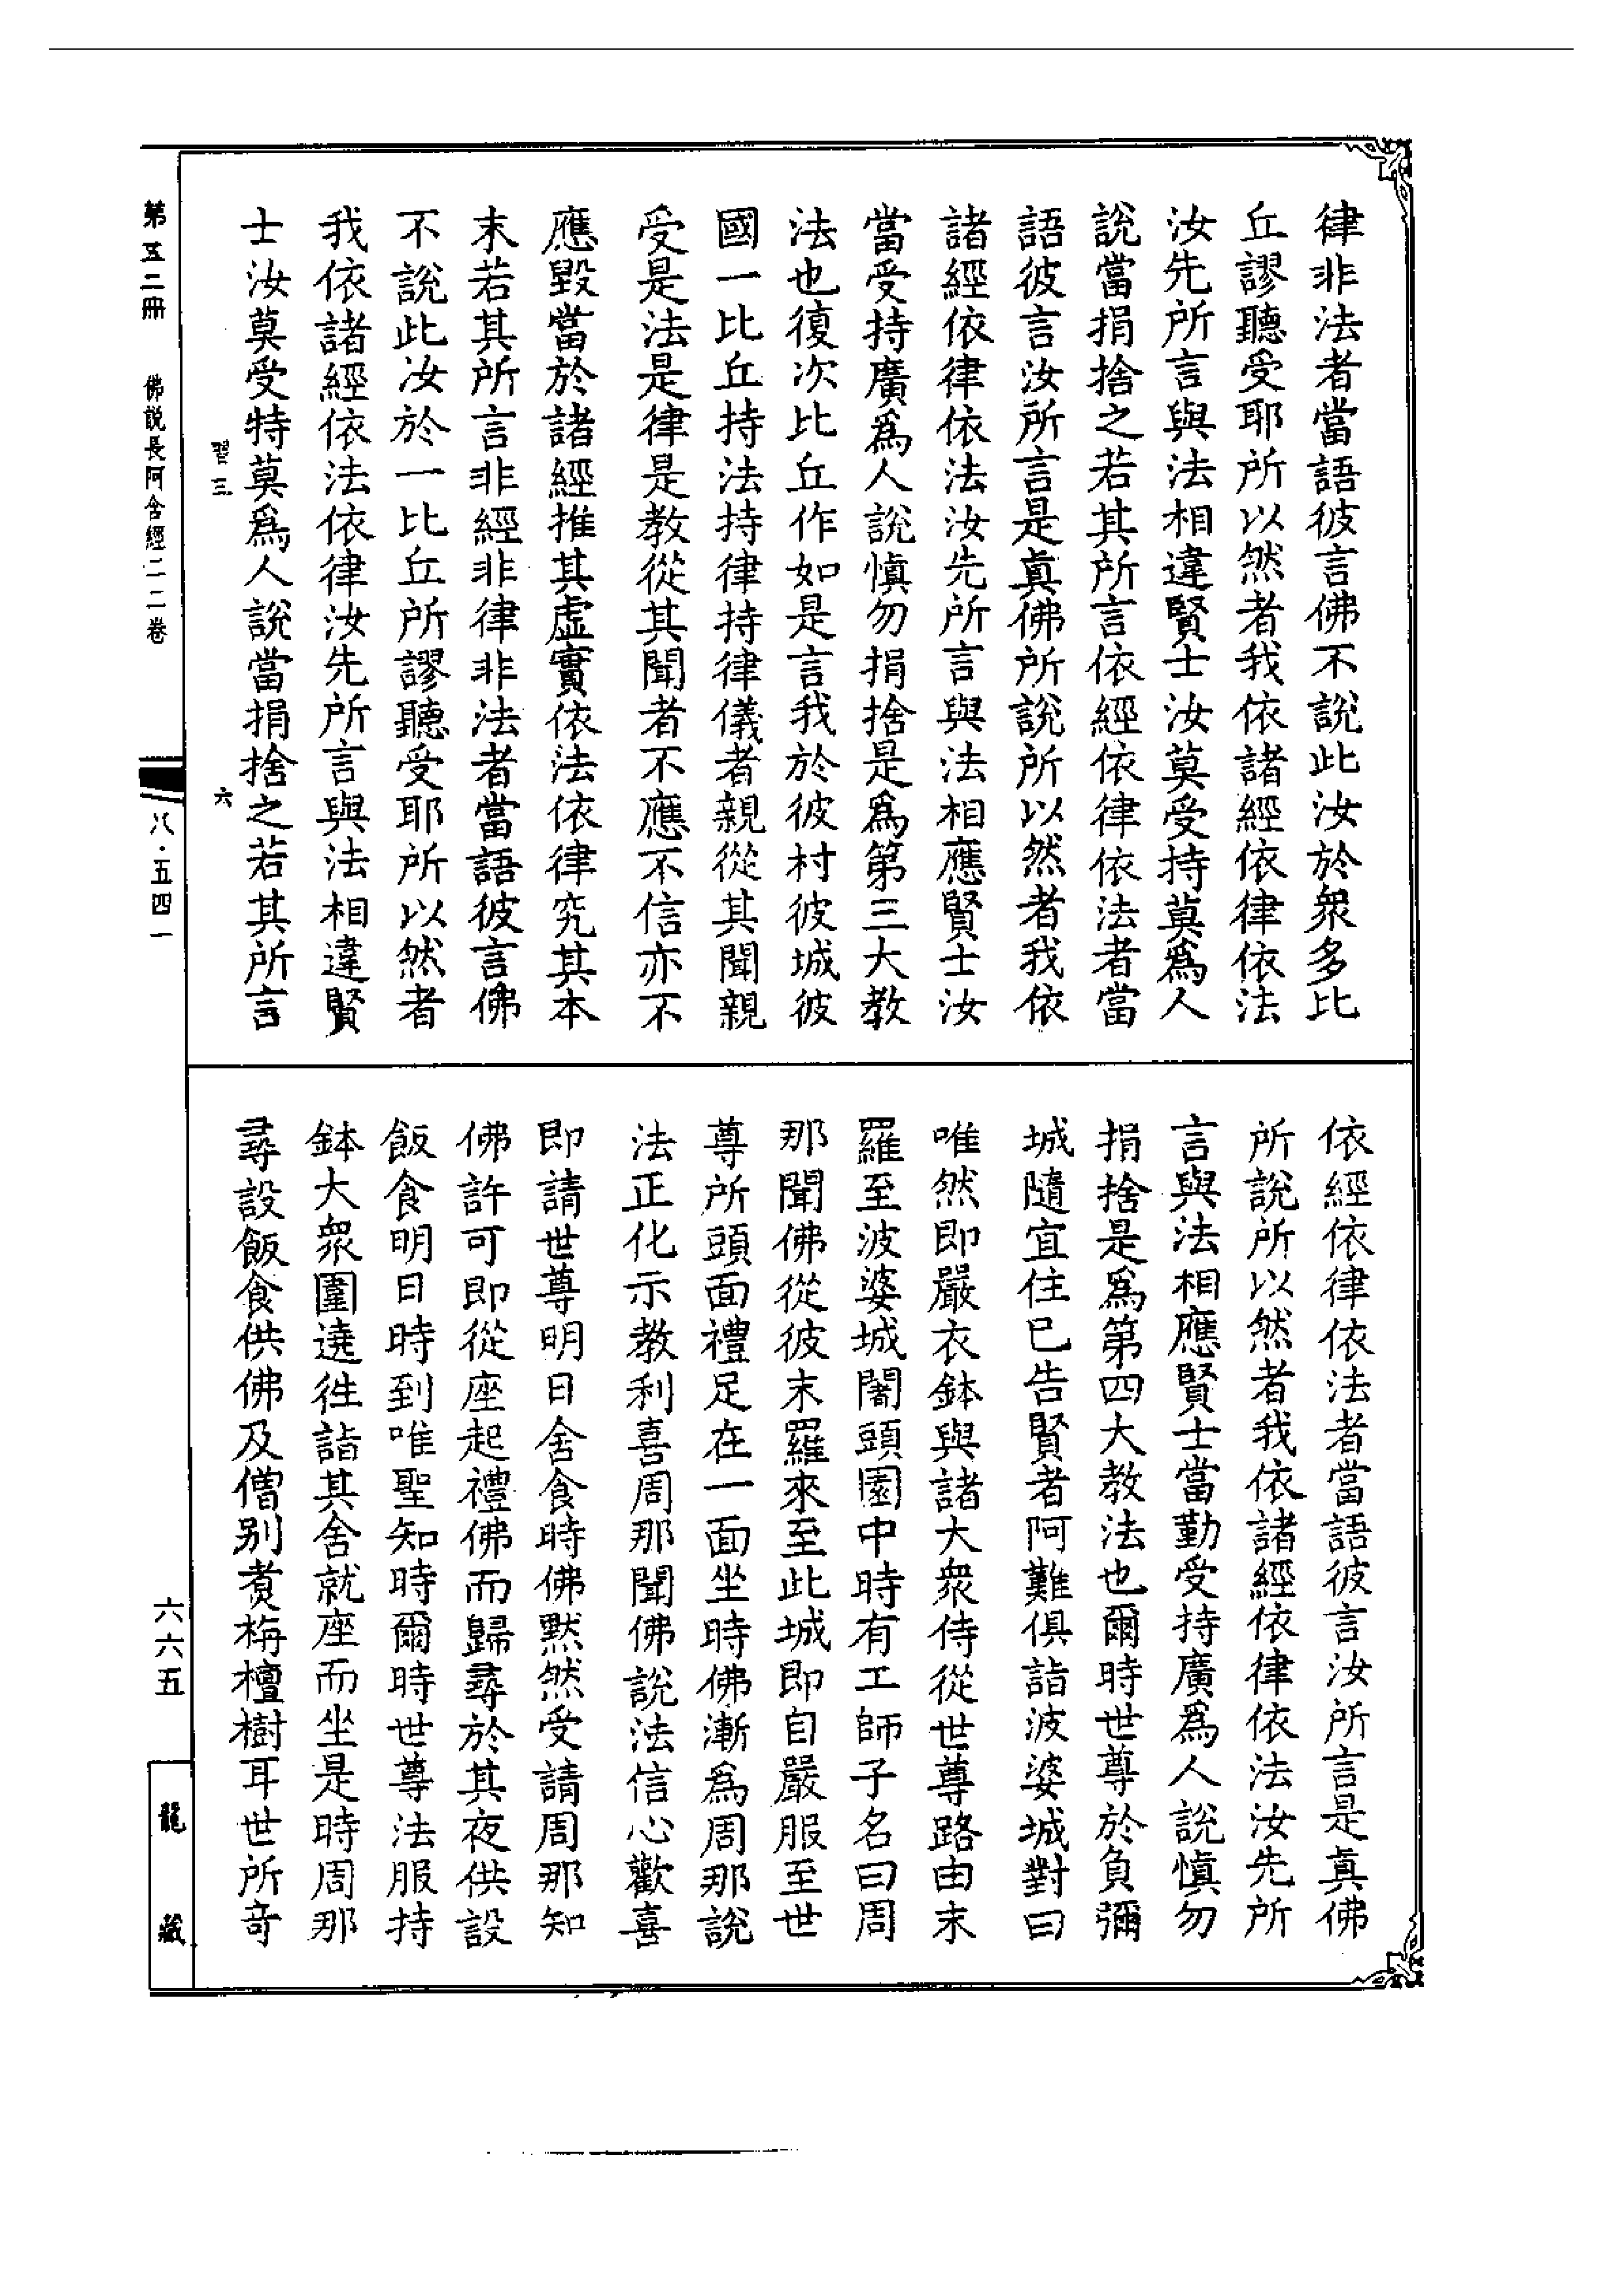 律非法者當語彼言佛不說此汝於眾多比
丘謬聽受耶所以然者我依諸經依律依法
汝先所言與法相違賢士汝莫受持莫為人
說當捐捨之若其所言依經依律依法者當
語彼言汝所言是真佛所說所以然者我依
諸經依律依法汝先所言與法相應賢士汝
當受持廣為人說慎勿捐捨是為第三大教
法也復次比丘作如是言我於彼村彼城彼
國一比丘持法持律持律儀者親從其聞親
受是法是律是教從其聞者不應不信亦不
應毀當於諸經推其虛實依法依律究其本
末若其所言非經非律非法者當語彼言佛
不說此汝於一比丘所謬聽受耶所以然者
我依諸經依法依律汝先所言與法相違賢
士汝莫受特莫為人說當捐捨之若其所言
依經依律依法者當語彼言汝所言是真佛
所說所以然者我依諸經依律依法汝先所
言與法相應賢士當勤受持廣為人說慎勿
捐捨是為第四大教法也爾時世尊於負彌
城隨宜住已告賢者阿難俱詣波婆城對曰
唯然即嚴衣鉢與諸大眾侍從世尊路由末
羅至波婆城闍頭園中時有工師子名曰周
那聞佛從彼末羅來至此城即自嚴服至世
尊所頭面禮足在一面坐時佛漸為周那說
法正化示教利喜周那聞佛說法信心歡喜
即請世尊明日舍食時佛默然受請周那知
佛許可即從座起禮佛而歸尋於其夜供設
飯食明日時到唯聖知時爾時世尊法服持
鉢大眾圍遶徃詣其舍就座而坐是時周那
尋設飯食供佛及僧別煮栴檀樹耳世所奇
習三
六
第五二冊
佛說長阿含經二二卷
八·五四一
六六五
龍藏